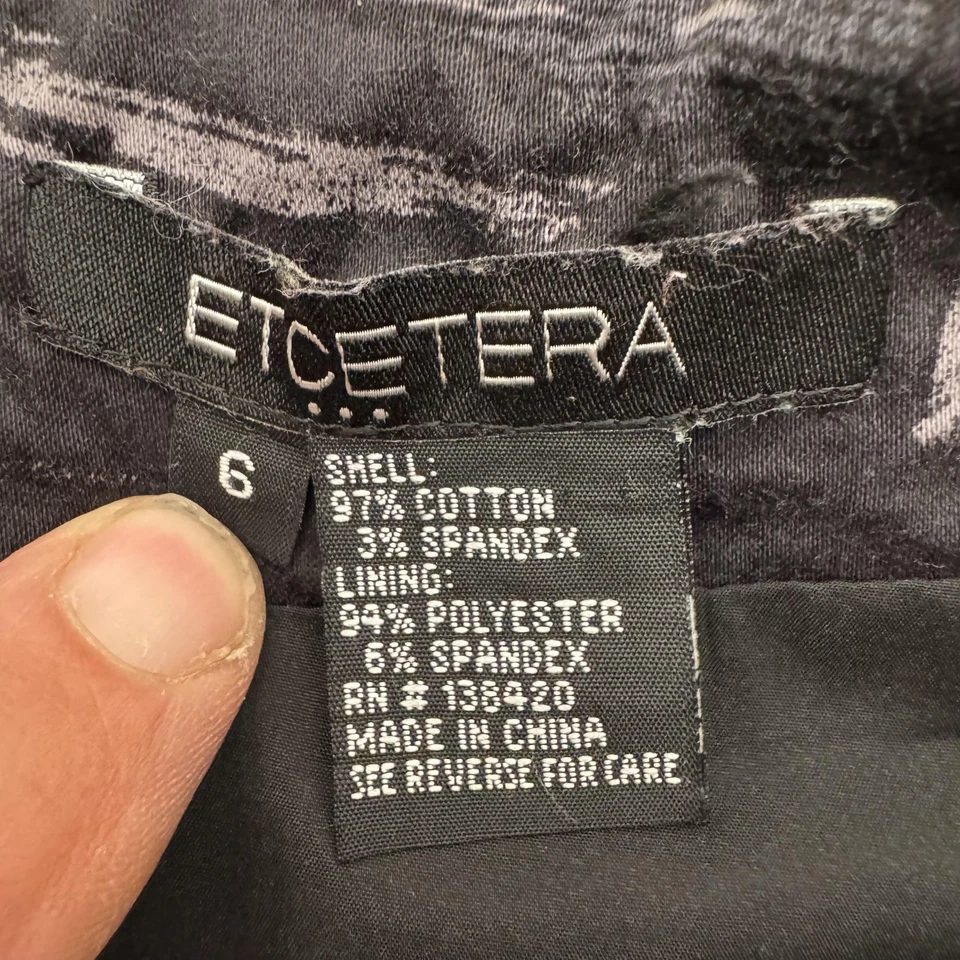 ETCETERA
6
SHELL:
97% COTTON
3% SPANDEX
LINING:
94% POLYESTER
6% SPANDEX
RN # 138420
MADE IN CHINA
SEE REVERSE FOR CARE